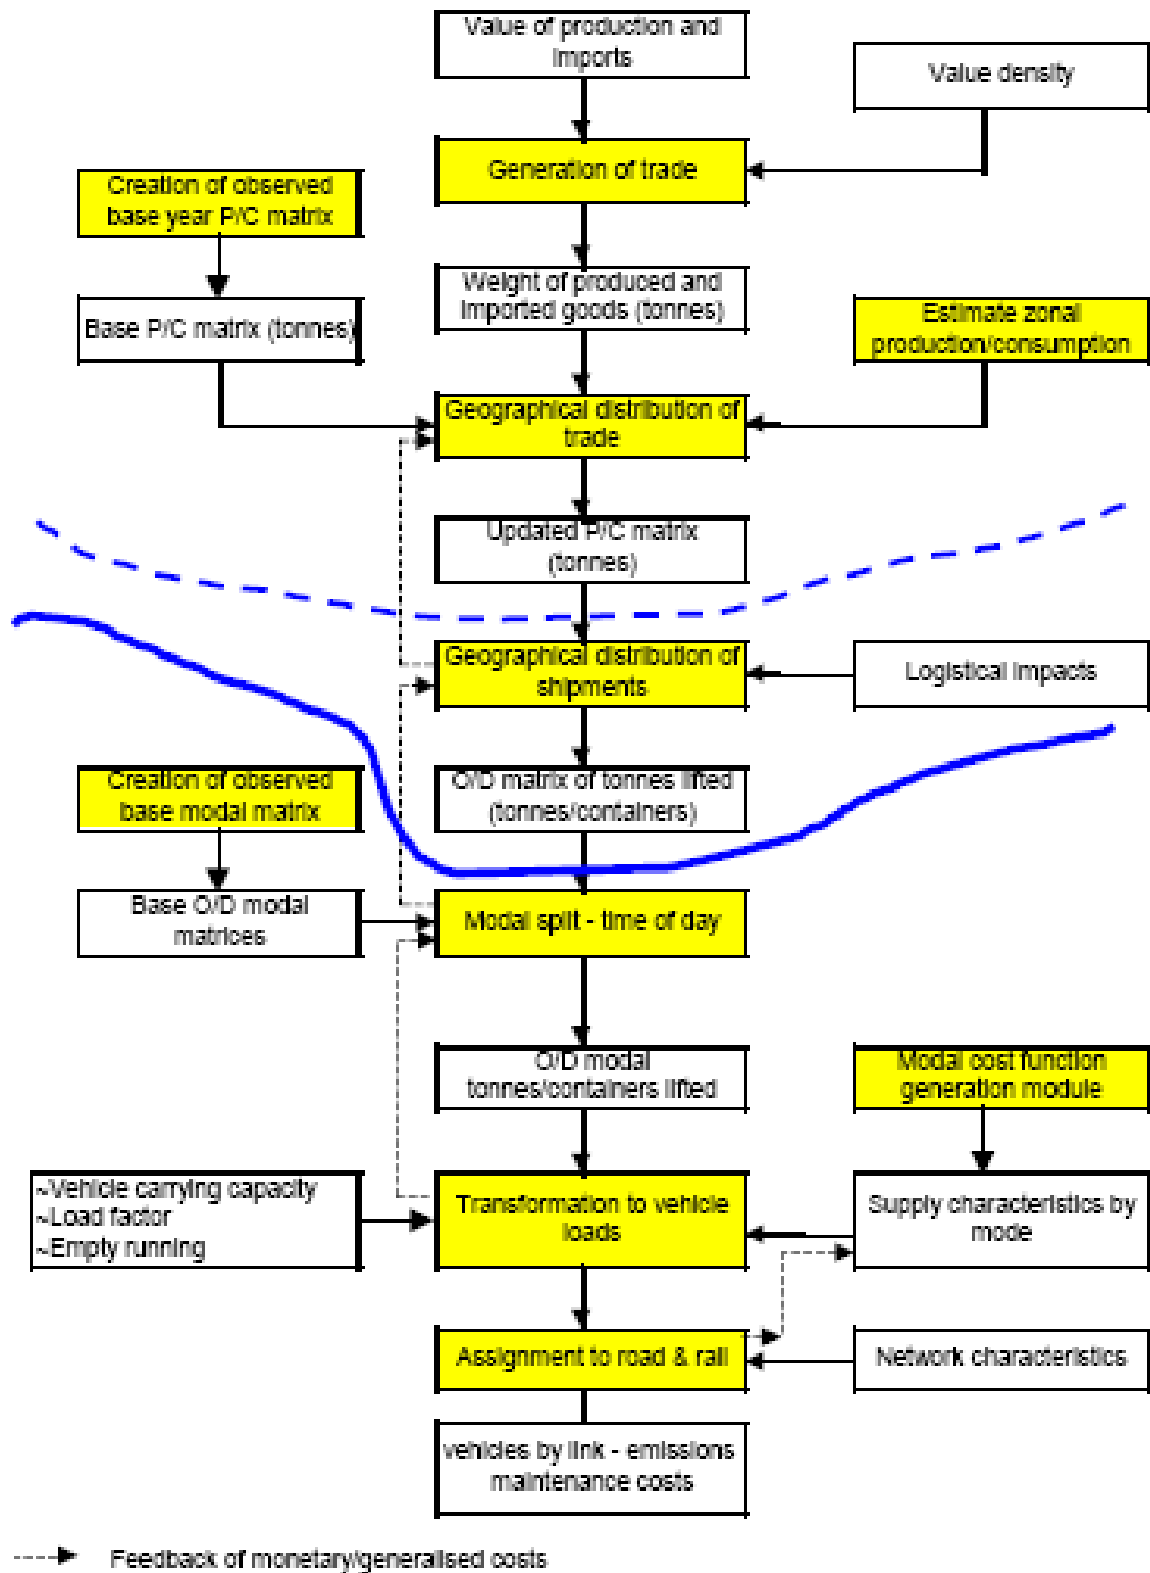 Value of production and
imports
Value density
Generation of trade
Creation of observed
base year P/C matrix
Weight of produced and
imported goods (tonnes)
Base P/C matrix (tonnes)
Estimate zonal
production/consumption
Geographical distribution of
trade
Updated P/C matrix
(tonnes)
Geographical distribution of
shipments
Logistical impacts
Creation of observed
base modal matrix
O/D matrix of tonnes lifted
(tonnes/containers)
Base O/D modal
matrices
Modal split - time of day
O/D modal
tonnes/containers lifted
Modal cost function
generation module
~Vehicle carrying capacity
~Load factor
~Empty running
Transformation to vehicle
loads
Supply characteristics by
mode
Assignment to road & rail
Network characteristics
vehicles by link - emissions
maintenance costs
Feedback of monetary/generalised costs